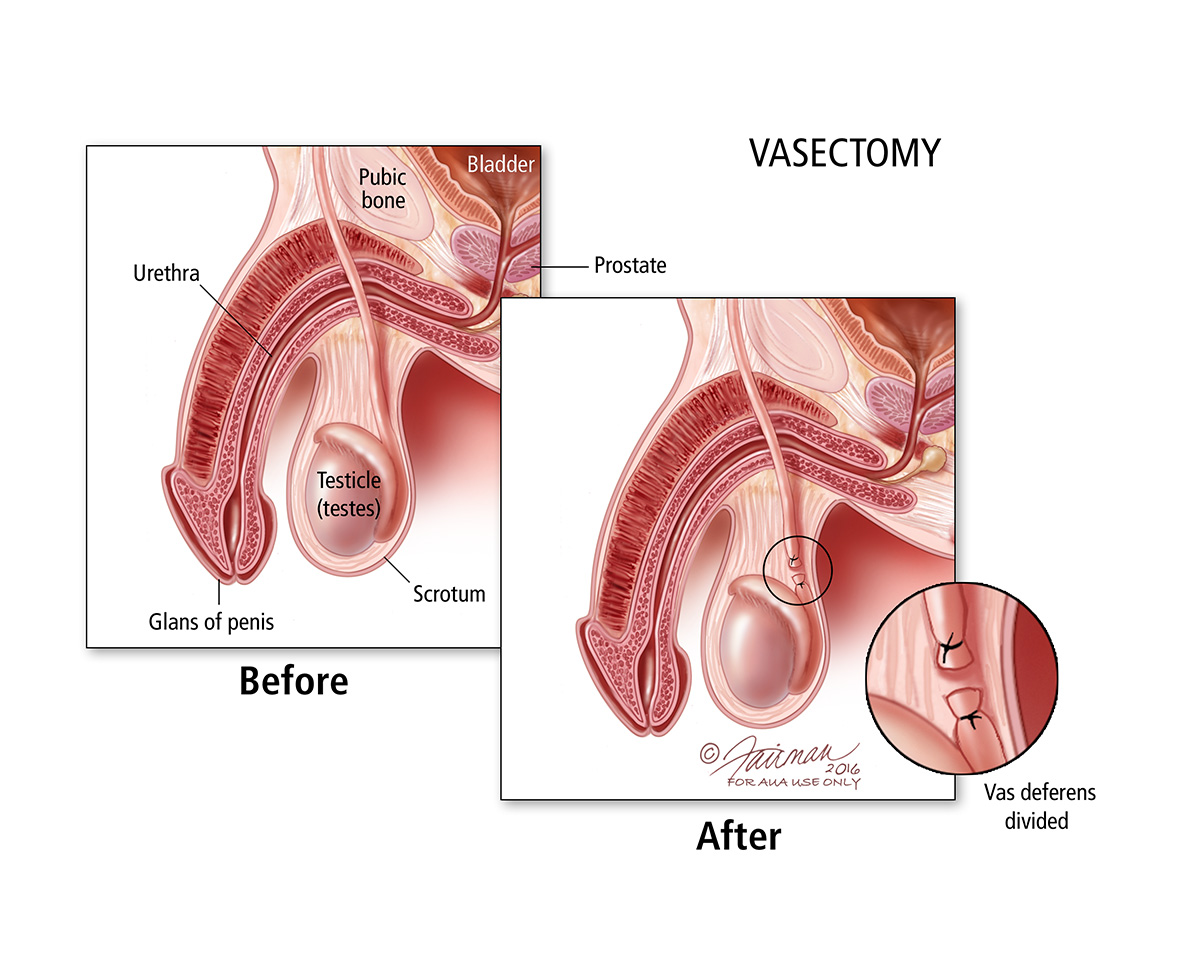 VASECTOMY
Bladder
Pubic
bone
Urethra
Prostate
Testicle
(testes)
Scrotum
Glans of penis
Before
© Fairman
2016
FOR AUA USE ONLY
Vas deferens
divided
After